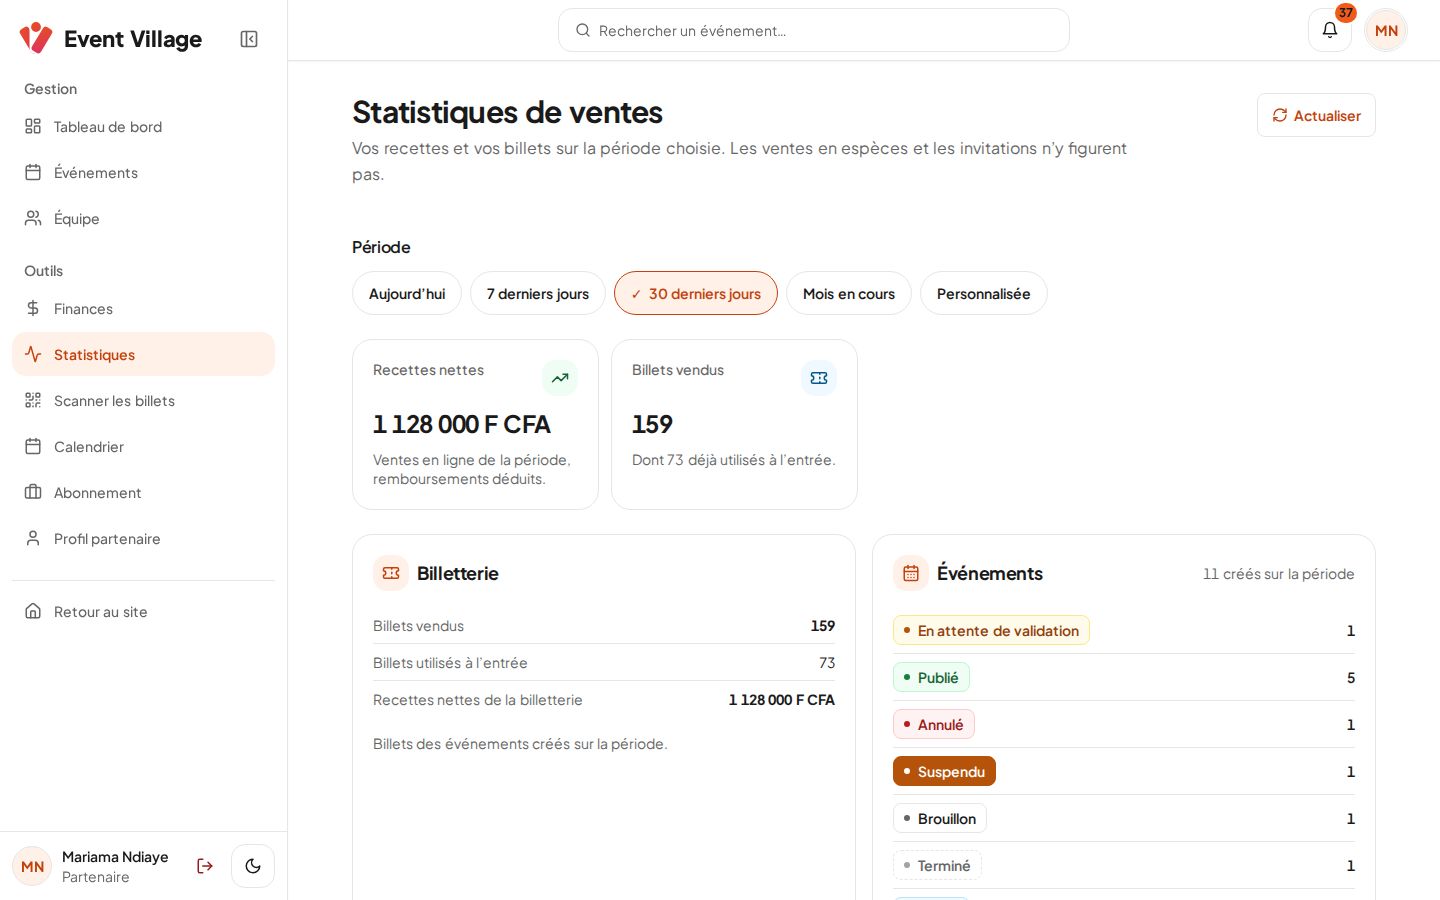 Event Village
Gestion
Tableau de bord
Événements
Équipe
Outils
Finances
Statistiques
Scanner les billets
Calendrier
Abonnement
Profil partenaire
Retour au site
MN
Mariama Ndiaye
Partenaire
Rechercher un événement…
37
MN
Statistiques de ventes
Actualiser
Vos recettes et vos billets sur la période choisie. Les ventes en espèces et les invitations n’y figurent
pas.
Période
Aujourd’hui
7 derniers jours
✓ 30 derniers jours
Mois en cours
Personnalisée
Recettes nettes
1 128 000 F CFA
Ventes en ligne de la période,
remboursements déduits.
Billets vendus
159
Dont 73 déjà utilisés à l’entrée.
Billetterie
Billets vendus 159
Billets utilisés à l’entrée 73
Recettes nettes de la billetterie 1 128 000 F CFA
Billets des événements créés sur la période.
Événements 11 créés sur la période
En attente de validation 1
Publié 5
Annulé 1
Suspendu 1
Brouillon 1
Terminé 1